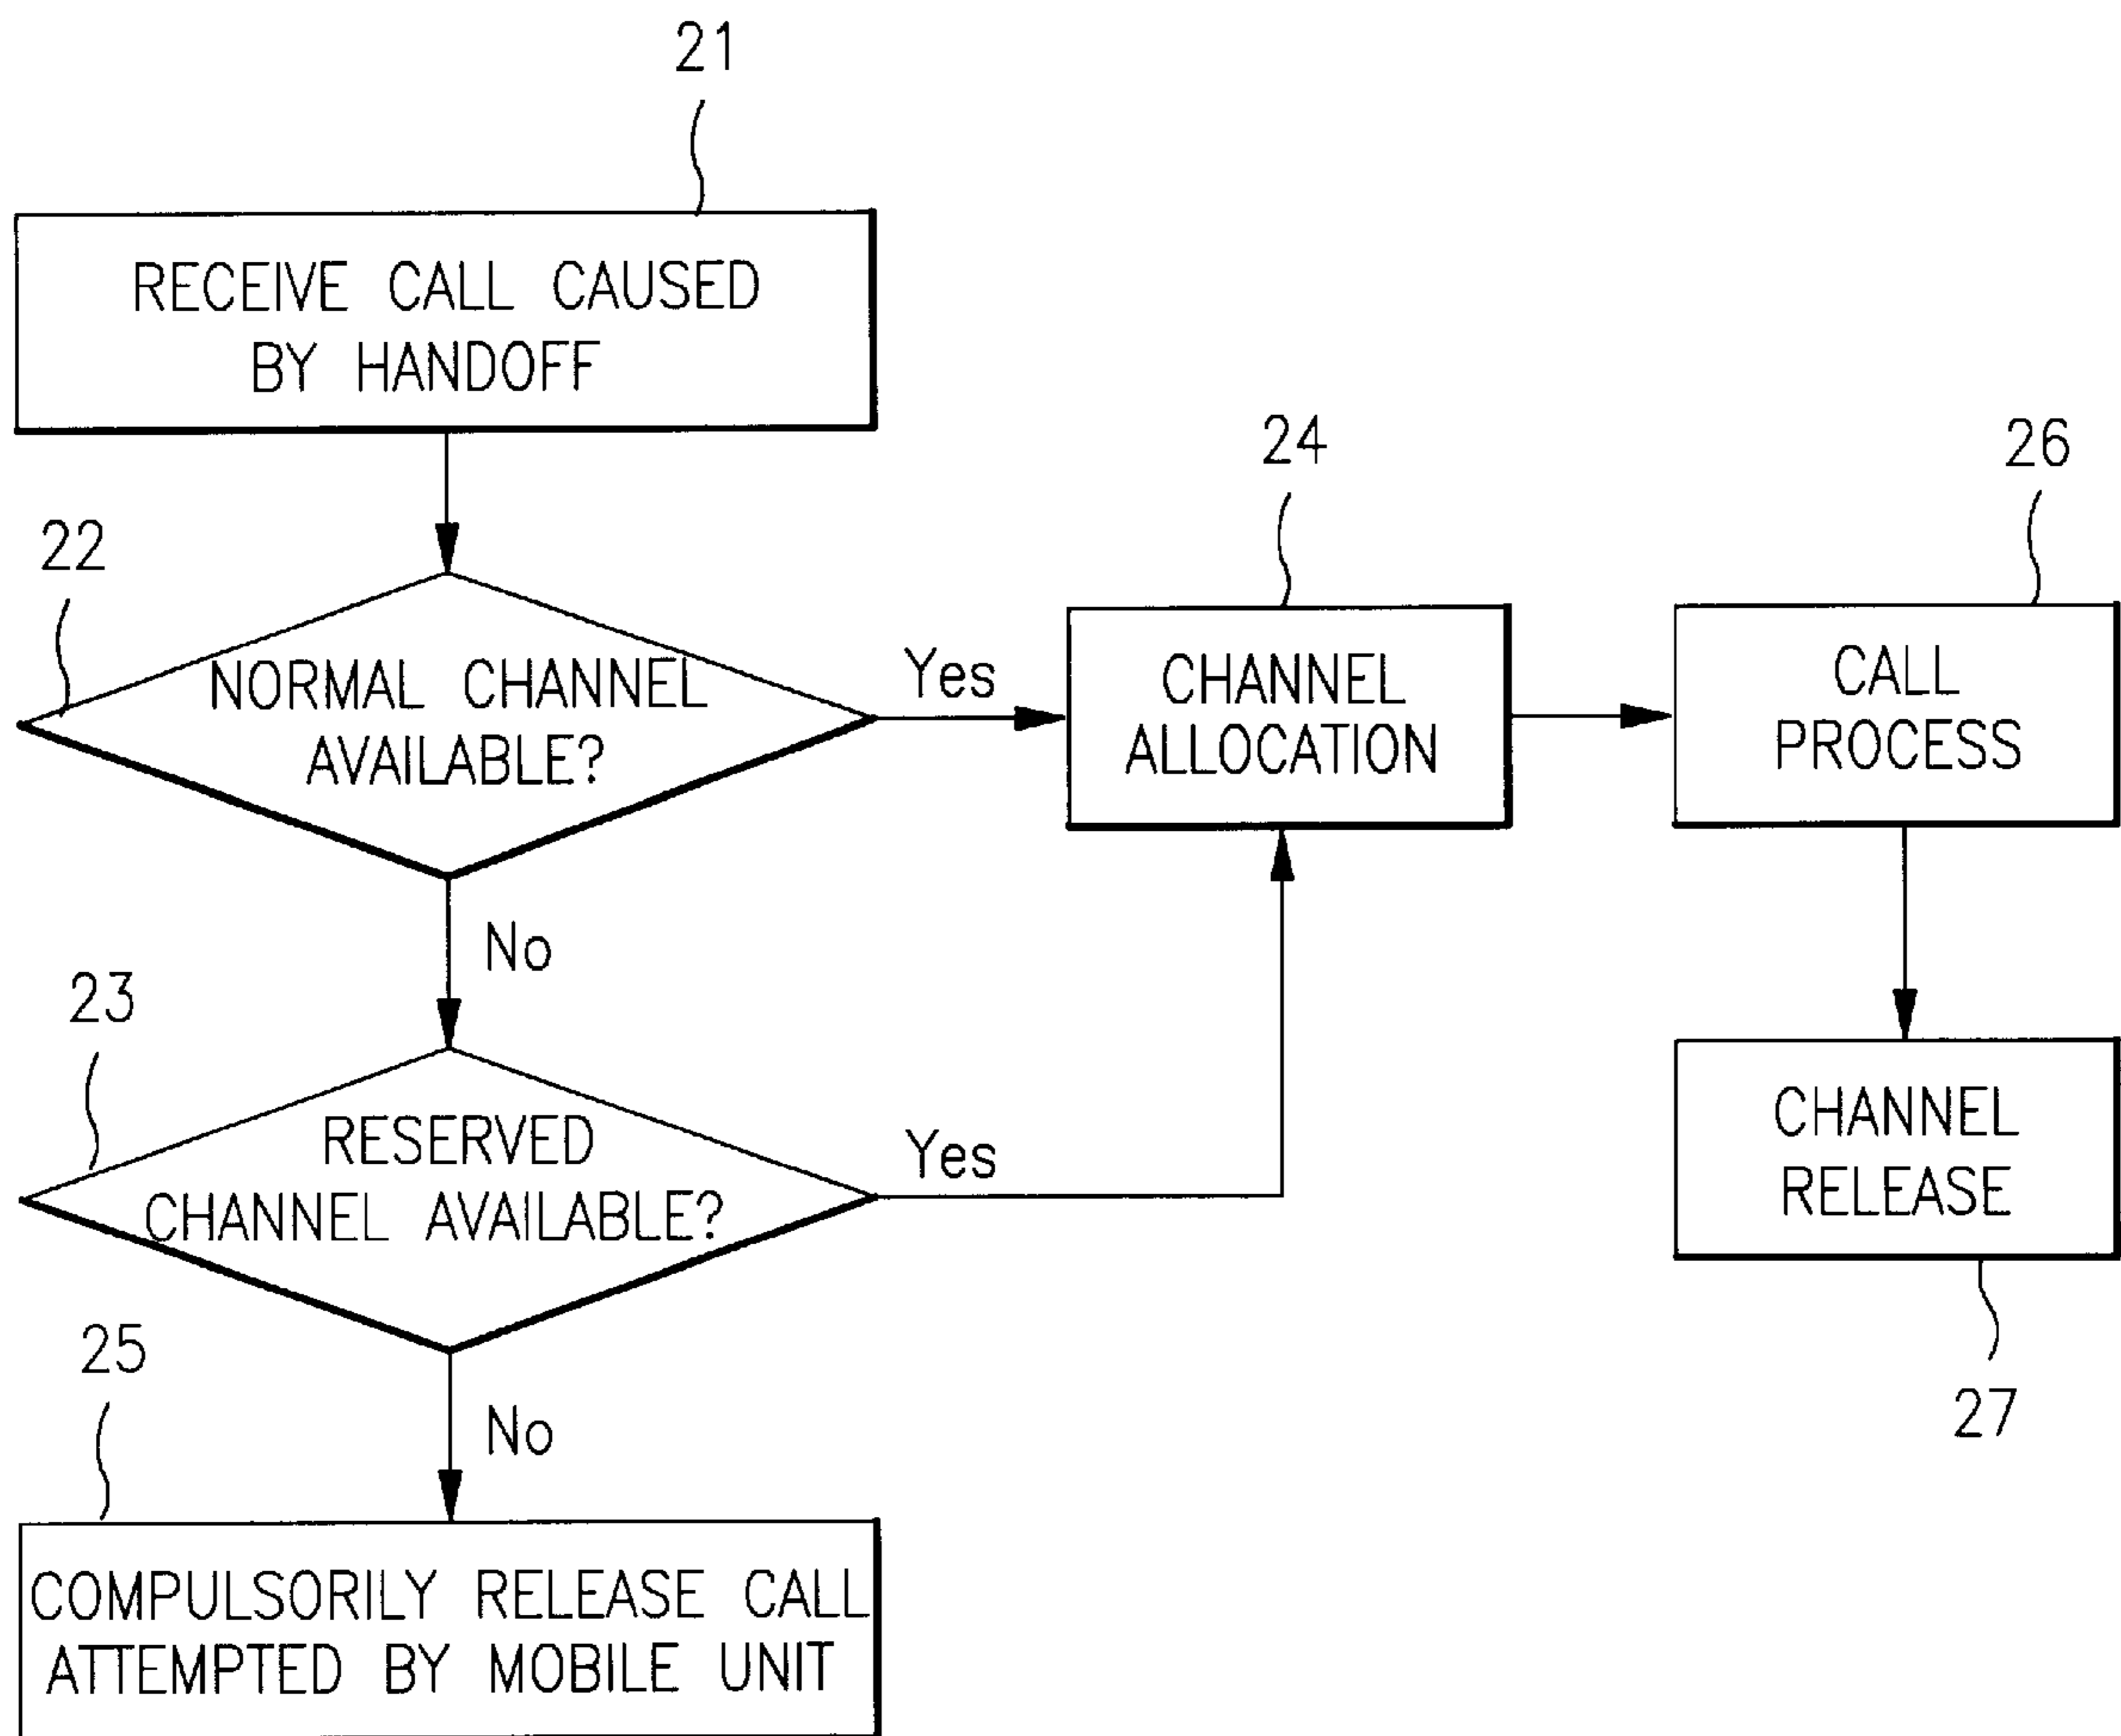 21
RECEIVE CALL CAUSED
BY HANDOFF
22
NORMAL CHANNEL
AVAILABLE?
Yes
No
24
CHANNEL
ALLOCATION
26
CALL
PROCESS
23
RESERVED
CHANNEL AVAILABLE?
Yes
No
CHANNEL
RELEASE
27
25
COMPULSORILY RELEASE CALL
ATTEMPTED BY MOBILE UNIT